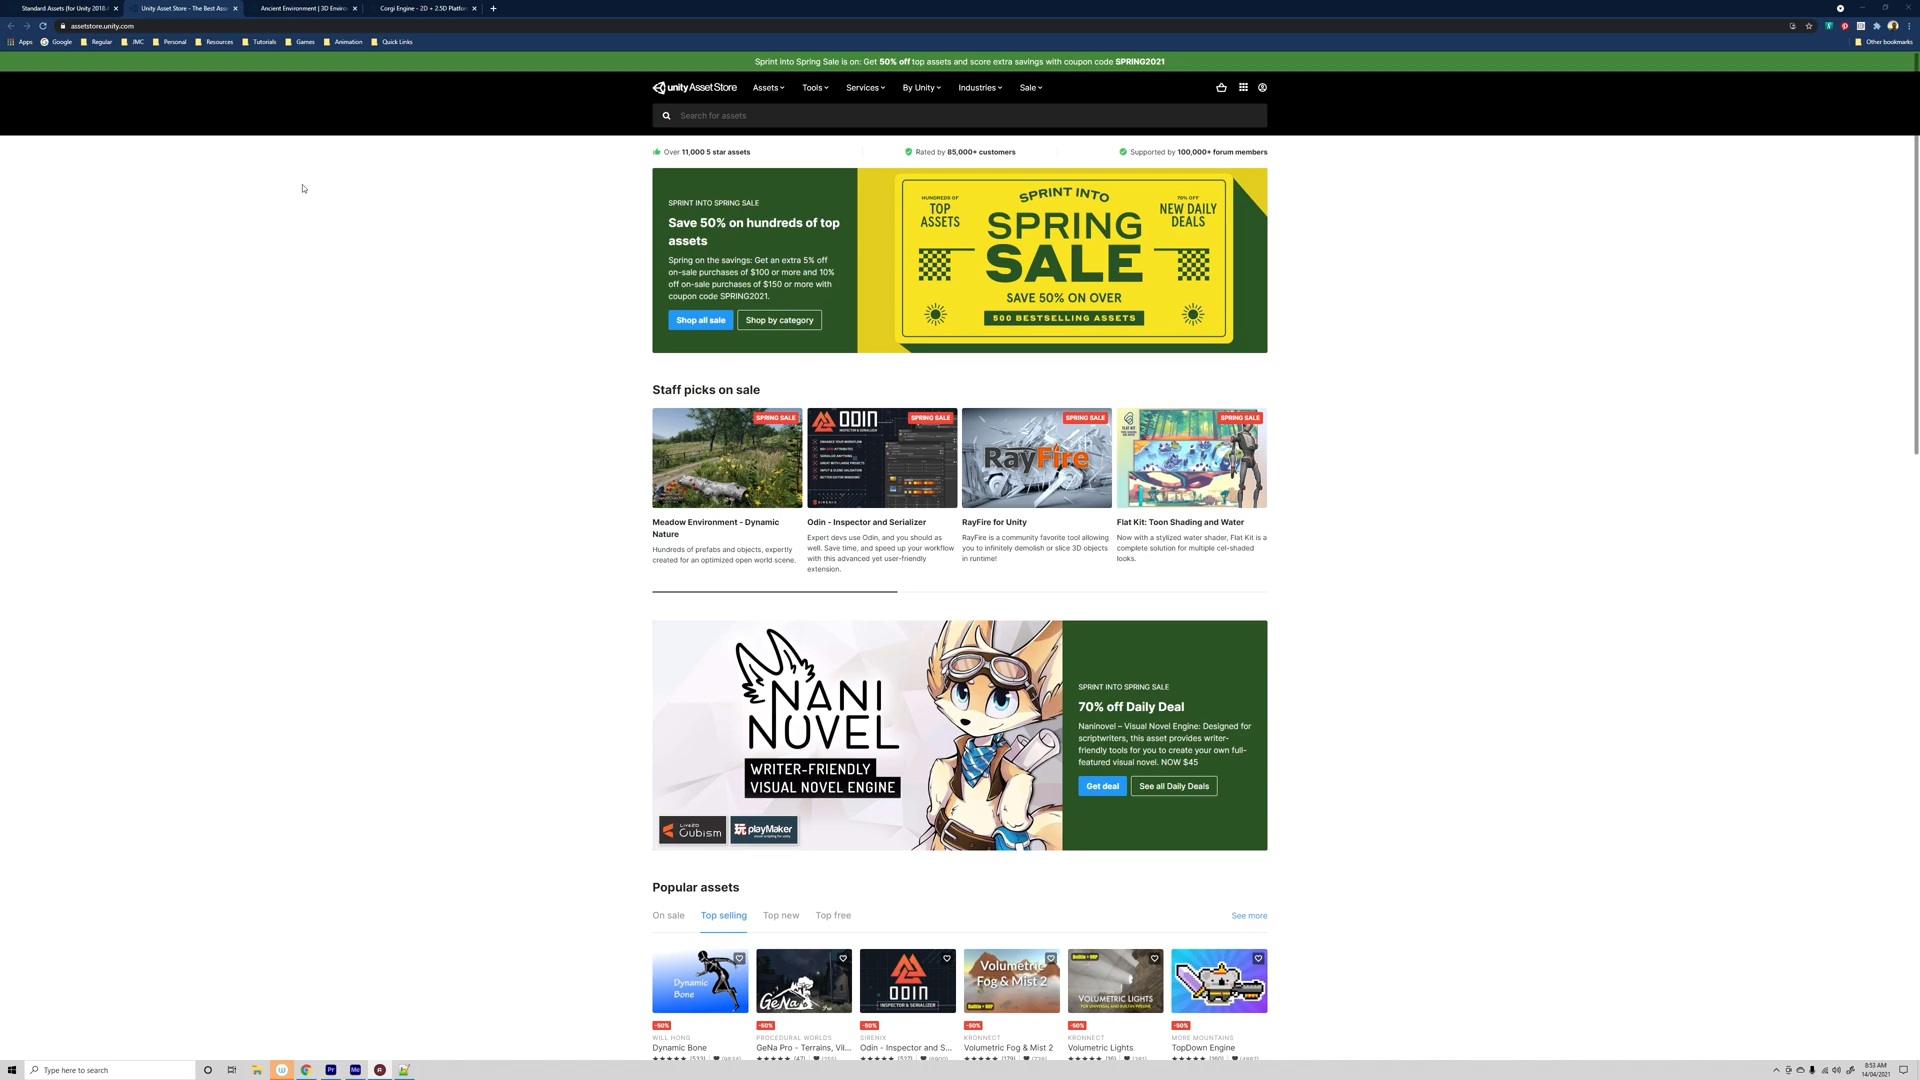 Standard Assets (for Unity 2018.4
Unity Asset Store - The Best Ass
Ancient Environment | 3D Enviro
Corgi Engine - 2D + 2.5D Platfor
assetstore.unity.com
Apps
Google
Regular
JMC
Personal
Resources
Tutorials
Games
Animation
Quick Links
Other bookmarks
Sprint into Spring Sale is on: Get 50% off top assets and score extra savings with coupon code SPRING2021
unity Asset Store
Assets
Tools
Services
By Unity
Industries
Sale
Search for assets
Over 11,000 5 star assets
Rated by 85,000+ customers
Supported by 100,000+ forum members
SPRINT INTO SPRING SALE
Save 50% on hundreds of top
assets
Spring on the savings: Get an extra 5% off
on-sale purchases of $100 or more and 10%
off on-sale purchases of $150 or more with
coupon code SPRING2021.
Shop all sale
Shop by category
HUNDREDS OF
TOP
ASSETS
SPRINT INTO
SPRING
SALE
SAVE 50% ON OVER
500 BESTSELLING ASSETS
70% OFF
NEW DAILY
DEALS
Staff picks on sale
SPRING SALE
ODIN
INSPECTOR & SERIALIZER
SPRING SALE
RayFire
SPRING SALE
FLAT KIT
SPRING SALE
Meadow Environment - Dynamic
Nature
Hundreds of prefabs and objects, expertly
created for an optimized open world scene.
Odin - Inspector and Serializer
Expert devs use Odin, and you should as
well. Save time, and speed up your workflow
with this advanced yet user-friendly
extension.
RayFire for Unity
RayFire is a community favorite tool allowing
you to infinitely demolish or slice 3D objects
in runtime!
Flat Kit: Toon Shading and Water
Now with a stylized water shader, Flat Kit is a
complete solution for multiple cel-shaded
looks.
NANI
NOVEL
WRITER-FRIENDLY
VISUAL NOVEL ENGINE
Live2D
Cubism
playMaker
SPRINT INTO SPRING SALE
70% off Daily Deal
Naninovel – Visual Novel Engine: Designed for
scriptwriters, this asset provides writer-
friendly tools for you to create your own full-
featured visual novel. NOW $45
Get deal
See all Daily Deals
Popular assets
On sale
Top selling
Top new
Top free
See more
Dynamic
Bone
GeNa
ODIN
INSPECTOR & SERIALIZER
Volumetric
Fog & Mist 2
VOLUMETRIC LIGHTS
-50%
-50%
-50%
-50%
-50%
-50%
WILL HONG
PROCEDURAL WORLDS
SIRENIX
KRONNECT
KRONNECT
MORE MOUNTAINS
Dynamic Bone
GeNa Pro - Terrains, Vil...
Odin - Inspector and S...
Volumetric Fog & Mist 2
Volumetric Lights
TopDown Engine
Type here to search
8:53 AM
14/04/2021